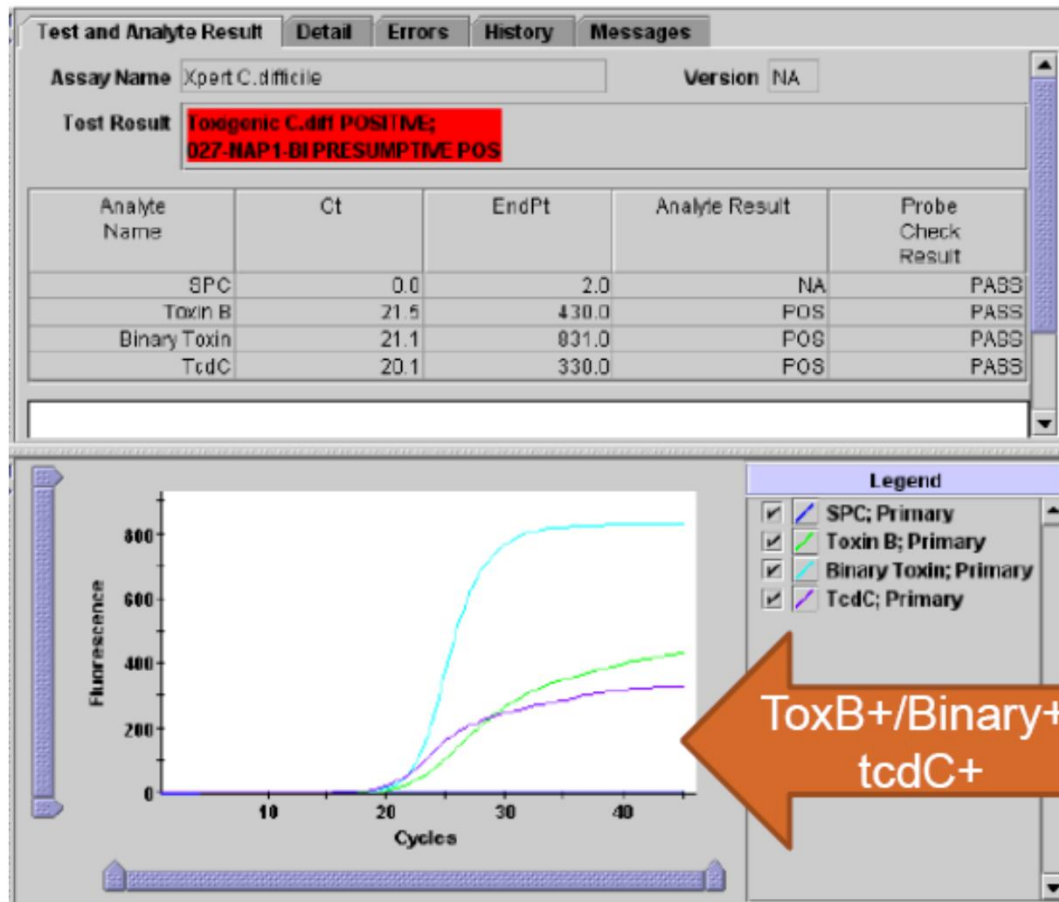 Test and Analyte Result Detail Errors History Messages
Assay Name Xpert C.difficile Version NA
Test Result Toxigenic C.diff POSITIVE;
027-NAP1-BI PRESUMPTIVE POS
Analyte Name Ct EndPt Analyte Result Probe Check Result
SPC 0.0 2.0 NA PASS
Toxin B 21.5 430.0 POS PASS
Binary Toxin 21.1 831.0 POS PASS
TcdC 20.1 330.0 POS PASS
Legend
SPC; Primary
Toxin B; Primary
Binary Toxin; Primary
TcdC; Primary
800
600
400
200
0
Fluorescence
10 20 30 40
Cycles
ToxB+/Binary+
tcdC+